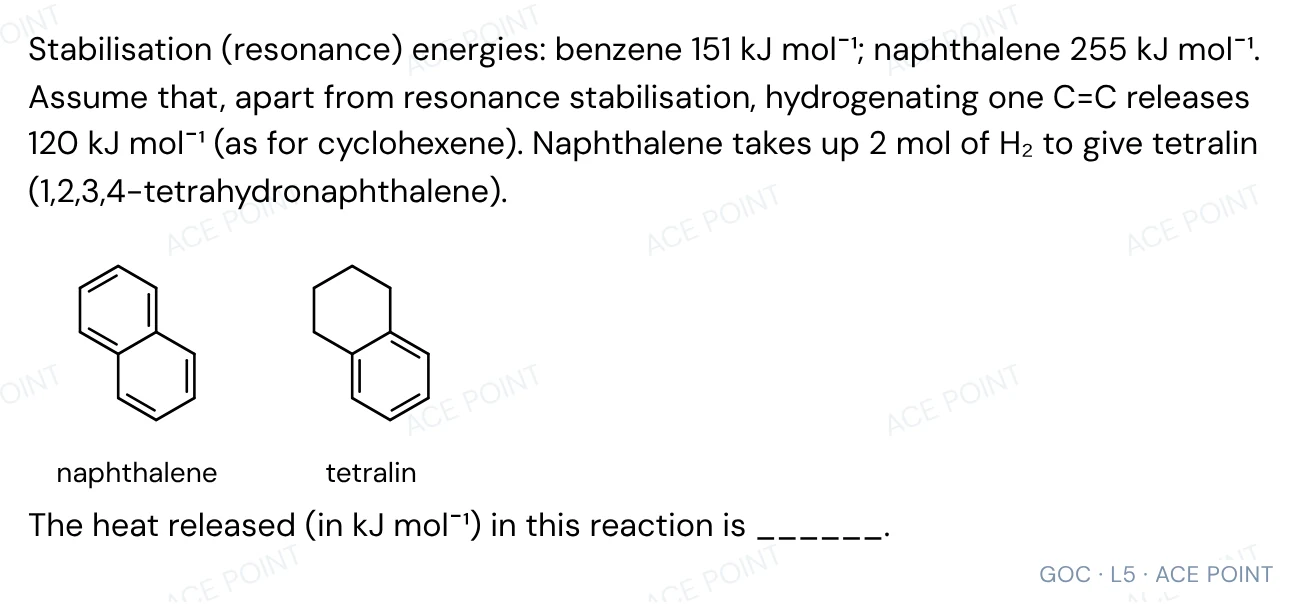 Stabilisation (resonance) energies: benzene 151 kJ mol⁻¹; naphthalene 255 kJ mol⁻¹.
Assume that, apart from resonance stabilisation, hydrogenating one C=C releases
120 kJ mol⁻¹ (as for cyclohexene). Naphthalene takes up 2 mol of H₂ to give tetralin
(1,2,3,4-tetrahydronaphthalene).
naphthalene
tetralin
The heat released (in kJ mol⁻¹) in this reaction is ______.
GOC · L5 · ACE POINT